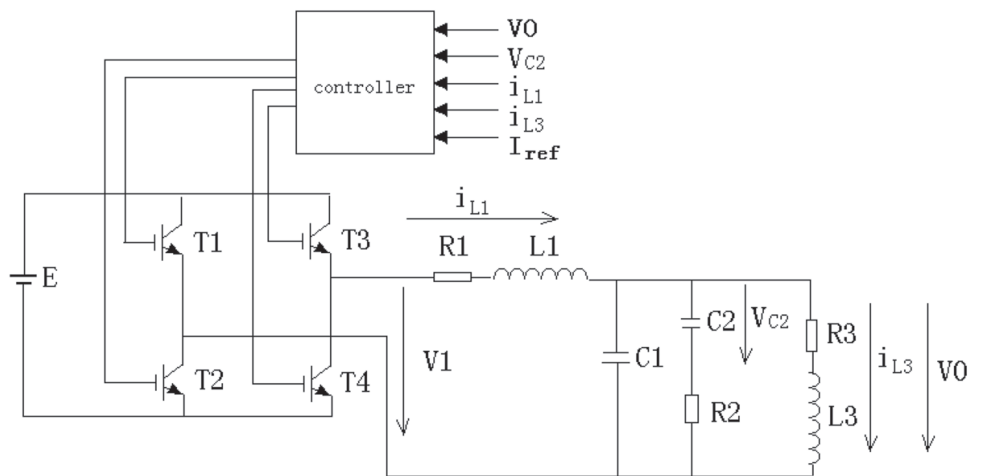 VO
VC2
controller
iL1
iL3
Iref
iL1
T1
T3
R1
L1
E
C2
VC2
R3
C1
V1
iL3
VO
T2
T4
R2
L3